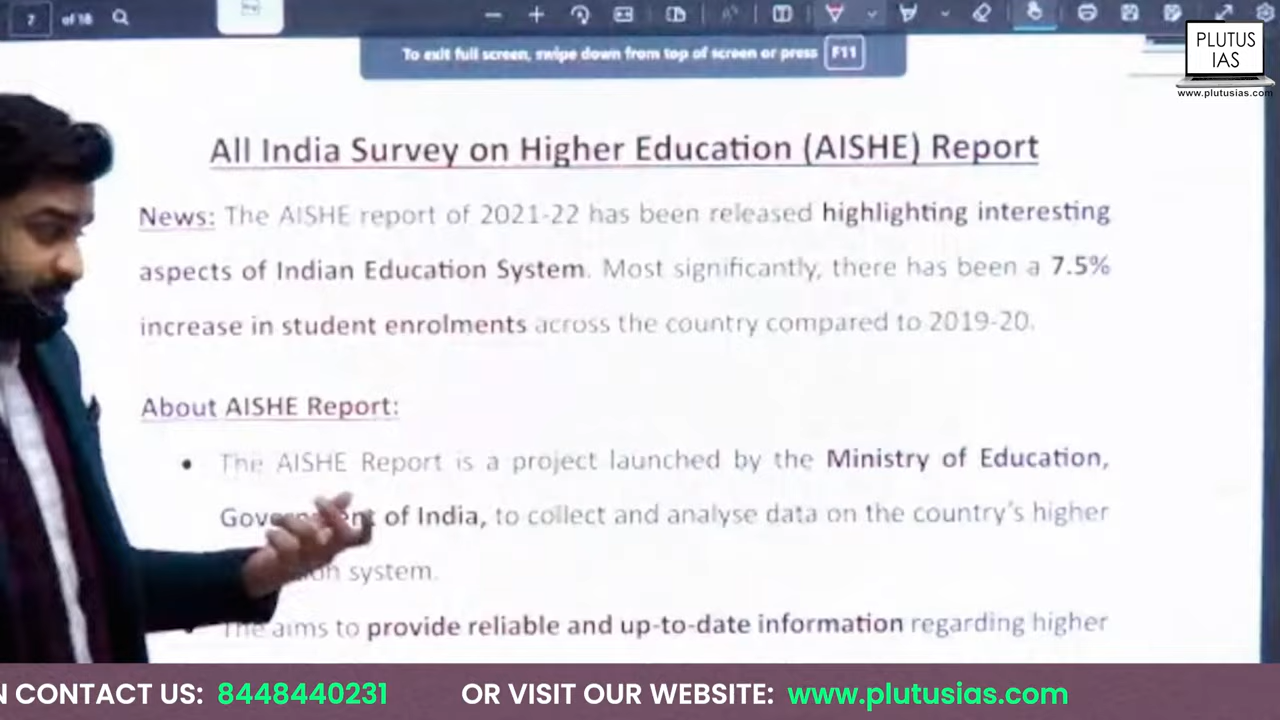 7 of 18
To exit full screen, swipe down from top of screen or press F11
PLUTUS
IAS
www.plutusias.com
All India Survey on Higher Education (AISHE) Report
News: The AISHE report of 2021-22 has been released highlighting interesting
aspects of Indian Education System. Most significantly, there has been a 7.5%
increase in student enrolments across the country compared to 2019-20.
About AISHE Report:
• The AISHE Report is a project launched by the Ministry of Education,
of India, to collect and analyse data on the country's higher
system.
• The aims to provide reliable and up-to-date information regarding higher
N CONTACT US: 8448440231 OR VISIT OUR WEBSITE: www.plutusias.com